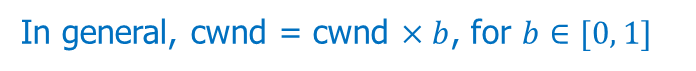 In general, cwnd = cwnd × 𝑏, for 𝑏 ∈ [0, 1]